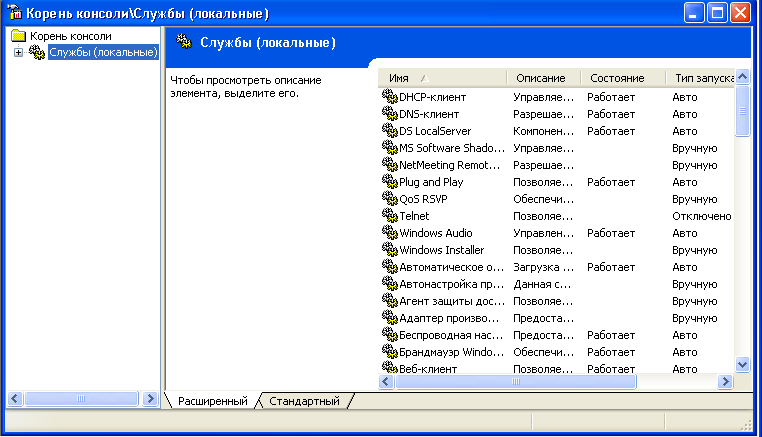 Корень консоли\Службы (локальные)
Корень консоли
Службы (локальные)
Службы (локальные)
Чтобы просмотреть описание
элемента, выделите его.
Имя Описание Состояние Тип запуска
DHCP-клиент Управляе... Работает Авто
DNS-клиент Разрешае... Работает Авто
DS LocalServer Компонен... Работает Авто
MS Software Shado... Управляе... Вручную
NetMeeting Remot... Разрешае... Вручную
Plug and Play Позволяе... Работает Авто
QoS RSVP Обеспечи... Вручную
Telnet Позволяе... Отключено
Windows Audio Управлен... Работает Авто
Windows Installer Позволяе... Вручную
Автоматическое о... Загрузка ... Работает Авто
Автонастройка пр... Данная с... Вручную
Агент защиты дос... Позволяе... Вручную
Адаптер произво... Предоста... Вручную
Беспроводная нас... Предоста... Работает Авто
Брандмауэр Windo... Обеспечи... Работает Авто
Веб-клиент Позволяе... Работает Авто
Расширенный Стандартный